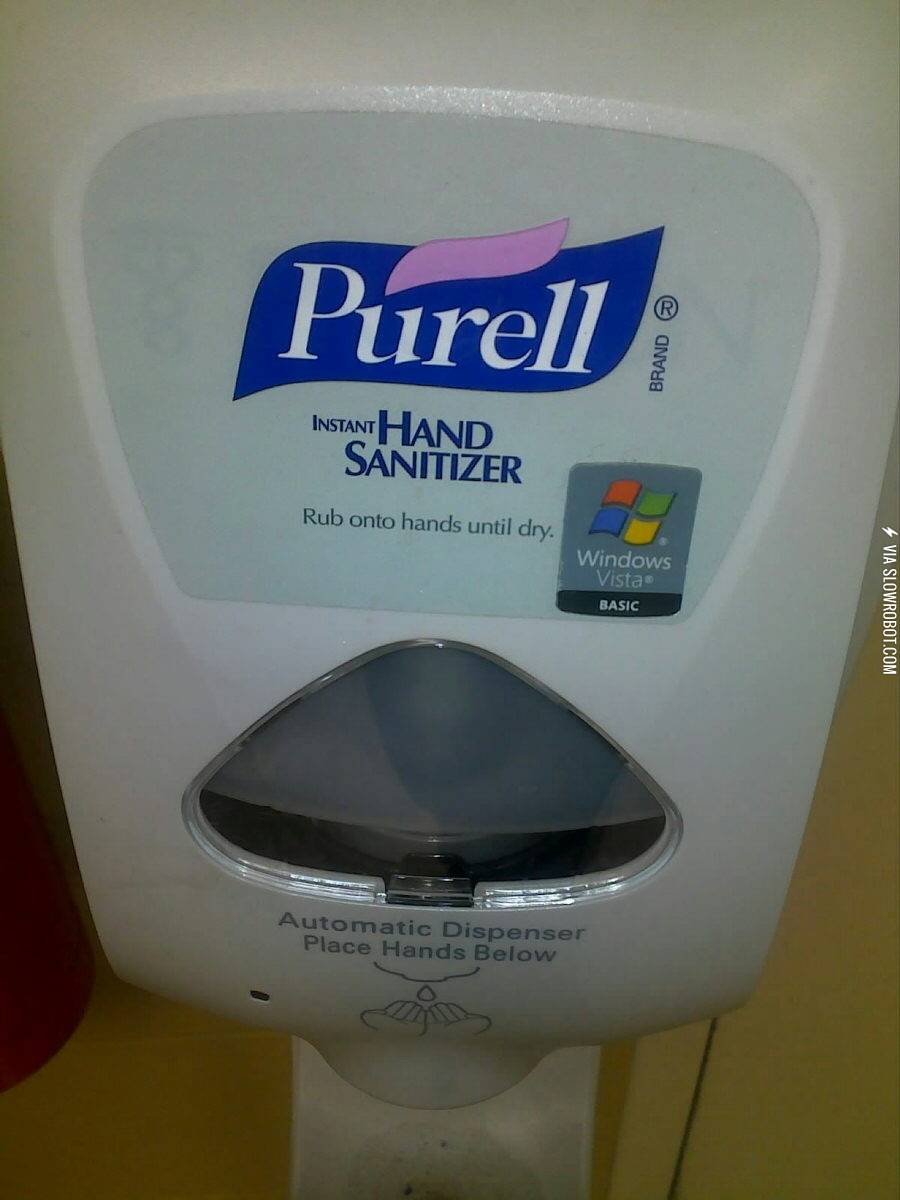 Purell
BRAND ®
INSTANT HAND
SANITIZER
Rub onto hands until dry.
Windows
Vista®
BASIC
Automatic Dispenser
Place Hands Below
VIA SLOWROBOT.COM